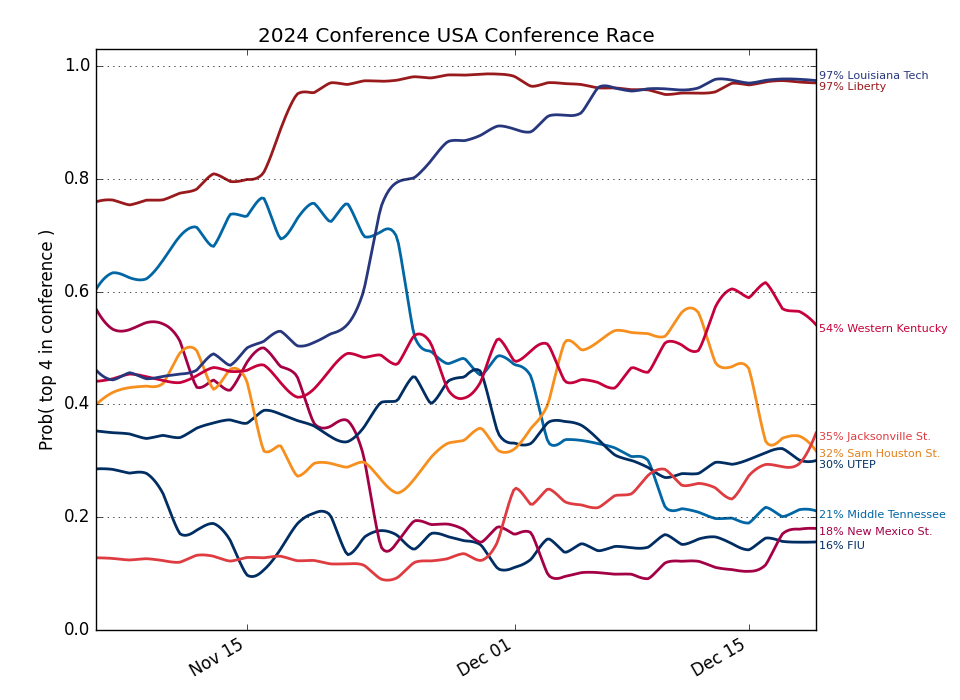 2024 Conference USA Conference Race
Prob( top 4 in conference )
1.0
0.8
0.6
0.4
0.2
0.0
Nov 15
Dec 01
Dec 15
97% Louisiana Tech
97% Liberty
54% Western Kentucky
35% Jacksonville St.
32% Sam Houston St.
30% UTEP
21% Middle Tennessee
18% New Mexico St.
16% FIU